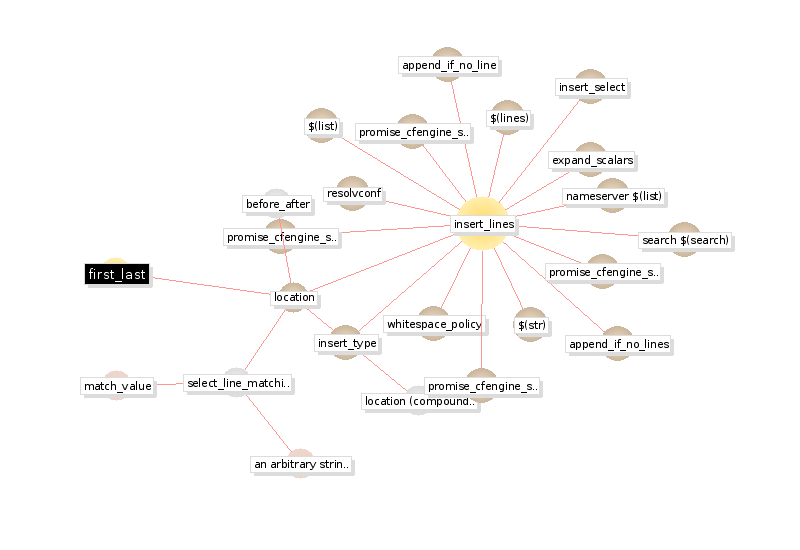 append_if_no_line
insert_select
$(list)
promise_cfengine_s..
$(lines)
expand_scalars
resolvconf
nameserver $(list)
before_after
insert_lines
promise_cfengine_s..
search $(search)
first_last
promise_cfengine_s..
location
whitespace_policy
$(str)
insert_type
append_if_no_lines
match_value
select_line_matchi..
promise_cfengine_s..
location (compound..
an arbitrary strin..